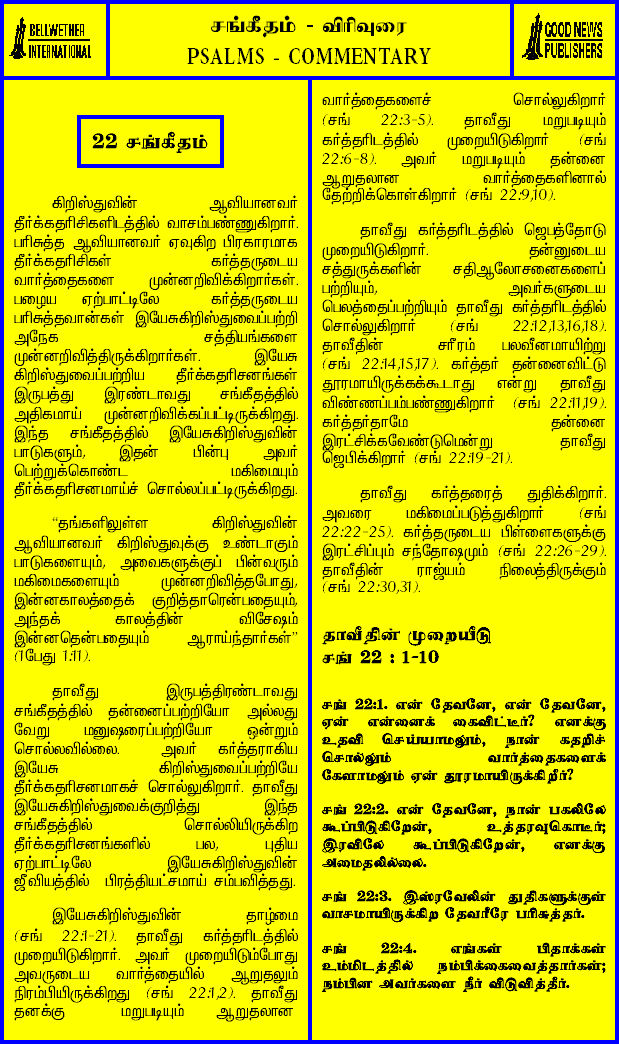 BELLWETHER
INTERNATIONAL
சங்கீதம் - விரிவுரை
PSALMS - COMMENTARY
GOOD NEWS
PUBLISHERS
22 சங்கீதம்
கிறிஸ்துவின் ஆவியானவர்
தீர்க்கதரிசிகளிடத்தில் வாசம்பண்ணுகிறார்.
பரிசுத்த ஆவியானவர் ஏவுகிற பிரகாரமாக
தீர்க்கதரிசிகள் கர்த்தருடைய
வார்த்தைகளை முன்னறிவிக்கிறார்கள்.
பழைய ஏற்பாட்டிலே கர்த்தருடைய
பரிசுத்தவான்கள் இயேசுகிறிஸ்துவைப்பற்றி
அநேக சத்தியங்களை
முன்னறிவித்திருக்கிறார்கள். இயேசு
கிறிஸ்துவைப்பற்றிய தீர்க்கதரிசனங்கள்
இருபத்து இரண்டாவது சங்கீதத்தில்
அதிகமாய் முன்னறிவிக்கப்பட்டிருக்கிறது.
இந்த சங்கீதத்தில் இயேசுகிறிஸ்துவின்
பாடுகளும், இதன் பின்பு அவர்
பெற்றுக்கொண்ட மகிமையும்
தீர்க்கதரிசனமாய்ச் சொல்லப்பட்டிருக்கிறது.
"தங்களிலுள்ள கிறிஸ்துவின்
ஆவியானவர் கிறிஸ்துவுக்கு உண்டாகும்
பாடுகளையும், அவைகளுக்குப் பின்வரும்
மகிமைகளையும் முன்னறிவித்தபோது,
இன்னகாலத்தைக் குறித்தாரென்பதையும்,
அந்தக் காலத்தின் விசேஷம்
இன்னதென்பதையும் ஆராய்ந்தார்கள்"
(1பேது 1:11).
தாவீது இருபத்திரண்டாவது
சங்கீதத்தில் தன்னைப்பற்றியோ அல்லது
வேறு மனுஷரைப்பற்றியோ ஒன்றும்
சொல்லவில்லை. அவர் கர்த்தராகிய
இயேசு கிறிஸ்துவைப்பற்றியே
தீர்க்கதரிசனமாகச் சொல்லுகிறார். தாவீது
இயேசுகிறிஸ்துவைக்குறித்து இந்த
சங்கீதத்தில் சொல்லியிருக்கிற
தீர்க்கதரிசனங்களில் பல, புதிய
ஏற்பாட்டிலே இயேசுகிறிஸ்துவின்
ஜீவியத்தில் பிரத்தியட்சமாய் சம்பவித்தது.
இயேசுகிறிஸ்துவின் தாழ்மை
(சங் 22:1-21). தாவீது கர்த்தரிடத்தில்
முறையிடுகிறார். அவர் முறையிடும்போது
அவருடைய வார்த்தையில் ஆறுதலும்
நிரம்பியிருக்கிறது (சங் 22:1,2). தாவீது
தனக்கு மறுபடியும் ஆறுதலான
வார்த்தைகளைச் சொல்லுகிறார்
(சங் 22:3-5). தாவீது மறுபடியும்
கர்த்தரிடத்தில் முறையிடுகிறார் (சங்
22:6-8). அவர் மறுபடியும் தன்னை
ஆறுதலான வார்த்தைகளினால்
தேற்றிக்கொள்கிறார் (சங் 22:9,10).
தாவீது கர்த்தரிடத்தில் ஜெபத்தோடு
முறையிடுகிறார். தன்னுடைய
சத்துருக்களின் சதிஆலோசனைகளைப்
பற்றியும், அவர்களுடைய
பெலத்தைப்பற்றியும் தாவீது கர்த்தரிடத்தில்
சொல்லுகிறார் (சங் 22:12,13,16,18).
தாவீதின் சரீரம் பலவீனமாயிற்று
(சங் 22:14,15,17). கர்த்தர் தன்னைவிட்டு
தூரமாயிருக்கக்கூடாது என்று தாவீது
விண்ணப்பம்பண்ணுகிறார் (சங் 22:11,19).
கர்த்தர்தாமே தன்னை
இரட்சிக்கவேண்டுமென்று தாவீது
ஜெபிக்கிறார் (சங் 22:19-21).
தாவீது கர்த்தரைத் துதிக்கிறார்.
அவரை மகிமைப்படுத்துகிறார் (சங்
22:22-25). கர்த்தருடைய பிள்ளைகளுக்கு
இரட்சிப்பும் சந்தோஷமும் (சங் 22:26-29).
தாவீதின் ராஜ்யம் நிலைத்திருக்கும்
(சங் 22:30,31).
தாவீதின் முறையீடு
சங் 22 : 1-10
சங் 22:1. என் தேவனே, என் தேவனே,
ஏன் என்னைக் கைவிட்டீர்? எனக்கு
உதவி செய்யாமலும், நான் கதறிச்
சொல்லும் வார்த்தைகளைக்
கேளாமலும் ஏன் தூரமாயிருக்கிறீர்?
சங் 22:2. என் தேவனே, நான் பகலிலே
கூப்பிடுகிறேன், உத்தரவுகொடீர்;
இரவிலே கூப்பிடுகிறேன், எனக்கு
அமைதலில்லை.
சங் 22:3. இஸ்ரவேலின் துதிகளுக்குள்
வாசமாயிருக்கிற தேவரீரே பரிசுத்தர்.
சங் 22:4. எங்கள் பிதாக்கள்
உம்மிடத்தில் நம்பிக்கைவைத்தார்கள்;
நம்பின அவர்களை நீர் விடுவித்தீர்.